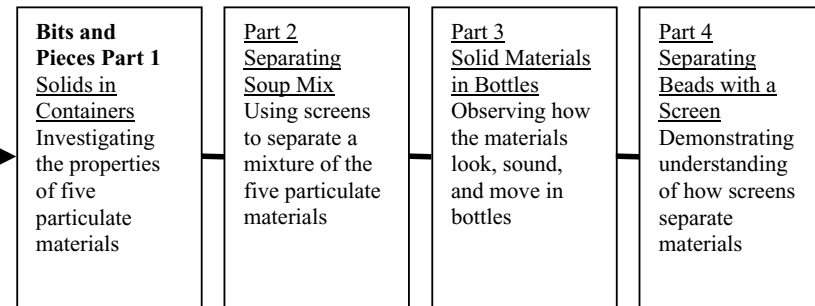 Bits and
Pieces Part 1
Solids in
Containers
Investigating
the properties
of five
particulate
materials
Part 2
Separating
Soup Mix
Using screens
to separate a
mixture of the
five particulate
materials
Part 3
Solid Materials
in Bottles
Observing how
the materials
look, sound,
and move in
bottles
Part 4
Separating
Beads with a
Screen
Demonstrating
understanding
of how screens
separate
materials